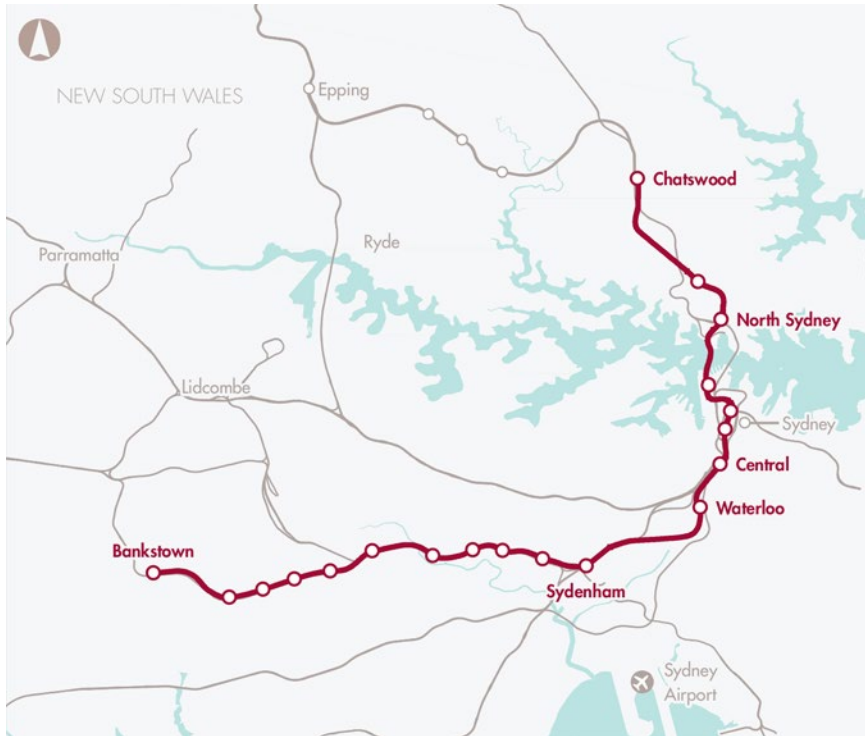 Epping
NEW SOUTH WALES
Chatswood
Ryde
Parramatta
North Sydney
Lidcombe
Sydney
Central
Waterloo
Bankstown
Sydenham
Sydney
Airport